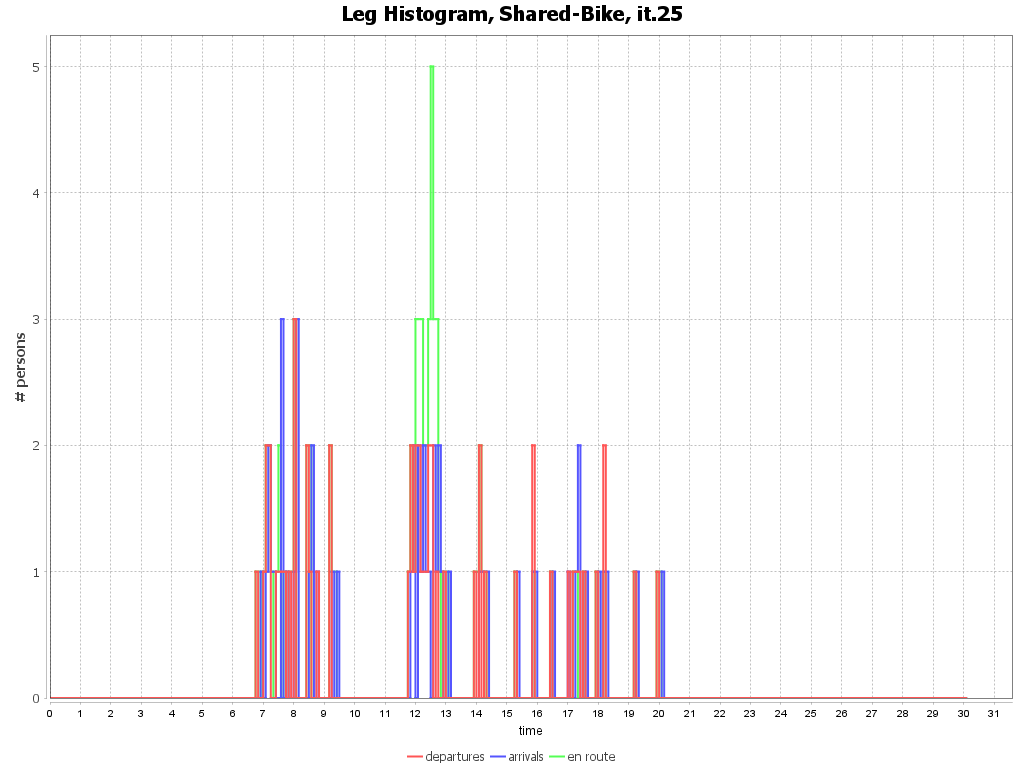 Leg Histogram, Shared-Bike, it.25
# persons
5
4
3
2
1
0
0 1 2 3 4 5 6 7 8 9 10 11 12 13 14 15 16 17 18 19 20 21 22 23 24 25 26 27 28 29 30 31
time
departures arrivals en route